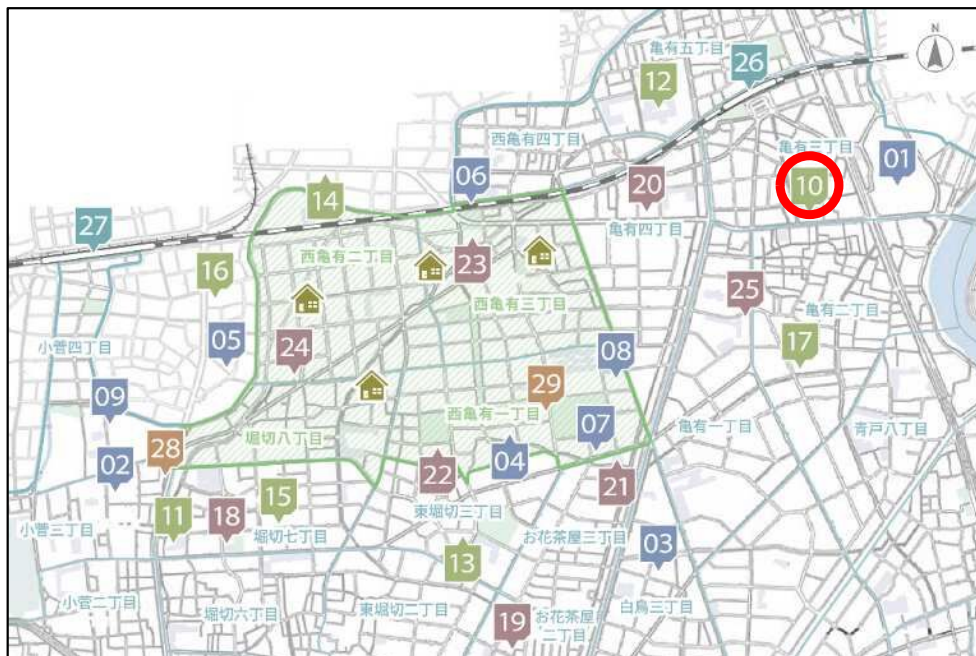 亀有五丁目
N
26
12
西亀有四丁目
亀有三丁目
01
06
20
10
14
亀有四丁目
27
西亀有二丁目
23
16
25
西亀有三丁目
亀有二丁目
小菅四丁目
05
24
08
17
09
29
西亀有一丁目
07
亀有一丁目
青戸八丁目
堀切八丁目
28
02
22
04
21
15
東堀切三丁目
11
18
小菅三丁目
堀切七丁目
お花茶屋三丁目
03
13
小菅二丁目
堀切六丁目
東堀切二丁目
19
お花茶屋
二丁目
白鳥三丁目